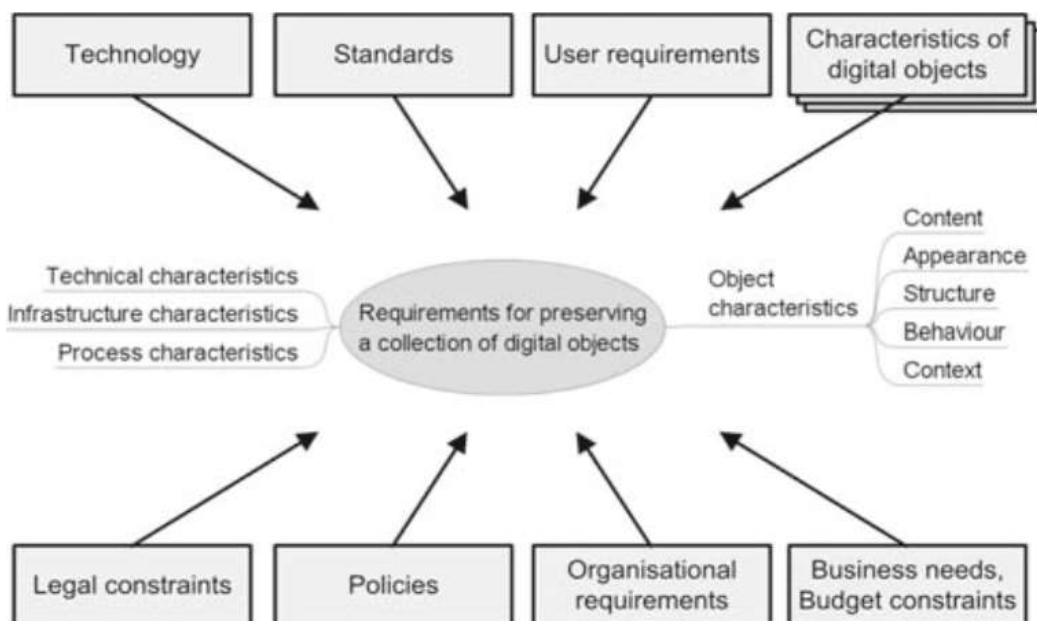 Technology
Standards
User requirements
Characteristics of
digital objects
Technical characteristics
Infrastructure characteristics
Process characteristics
Requirements for preserving
a collection of digital objects
Object
characteristics
Content
Appearance
Structure
Behaviour
Context
Legal constraints
Policies
Organisational
requirements
Business needs,
Budget constraints